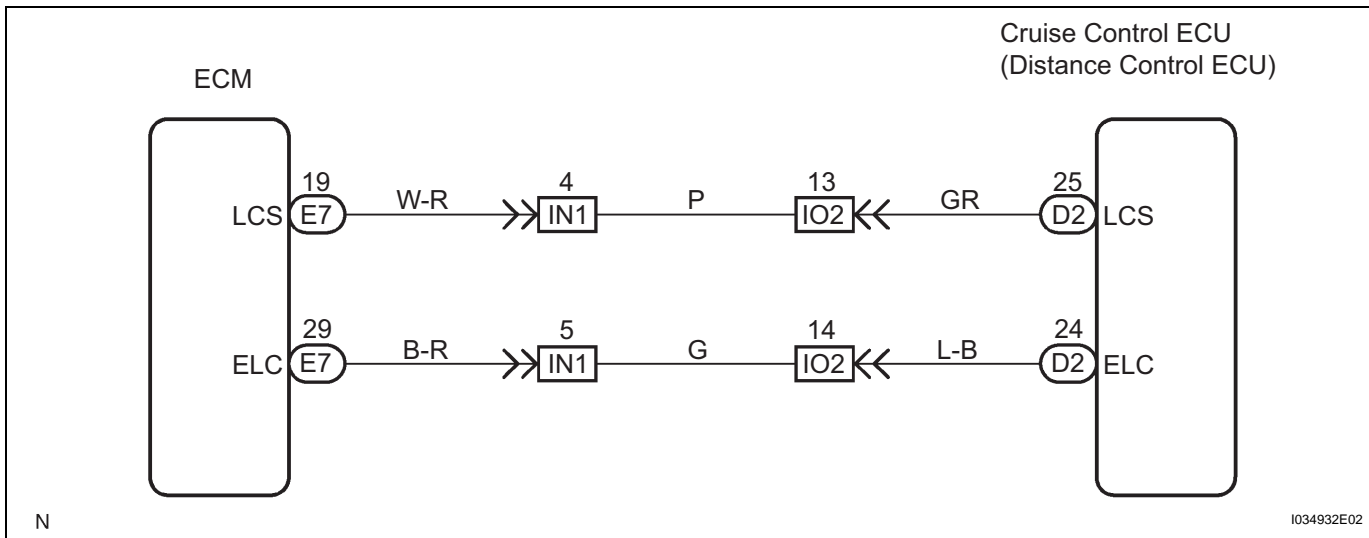 Cruise Control ECU
(Distance Control ECU)
ECM
19 4 13 25
LCS E7 W-R IN1 P IO2 GR D2 LCS
29 5 14 24
ELC E7 B-R IN1 G IO2 L-B D2 ELC
N I034932E02